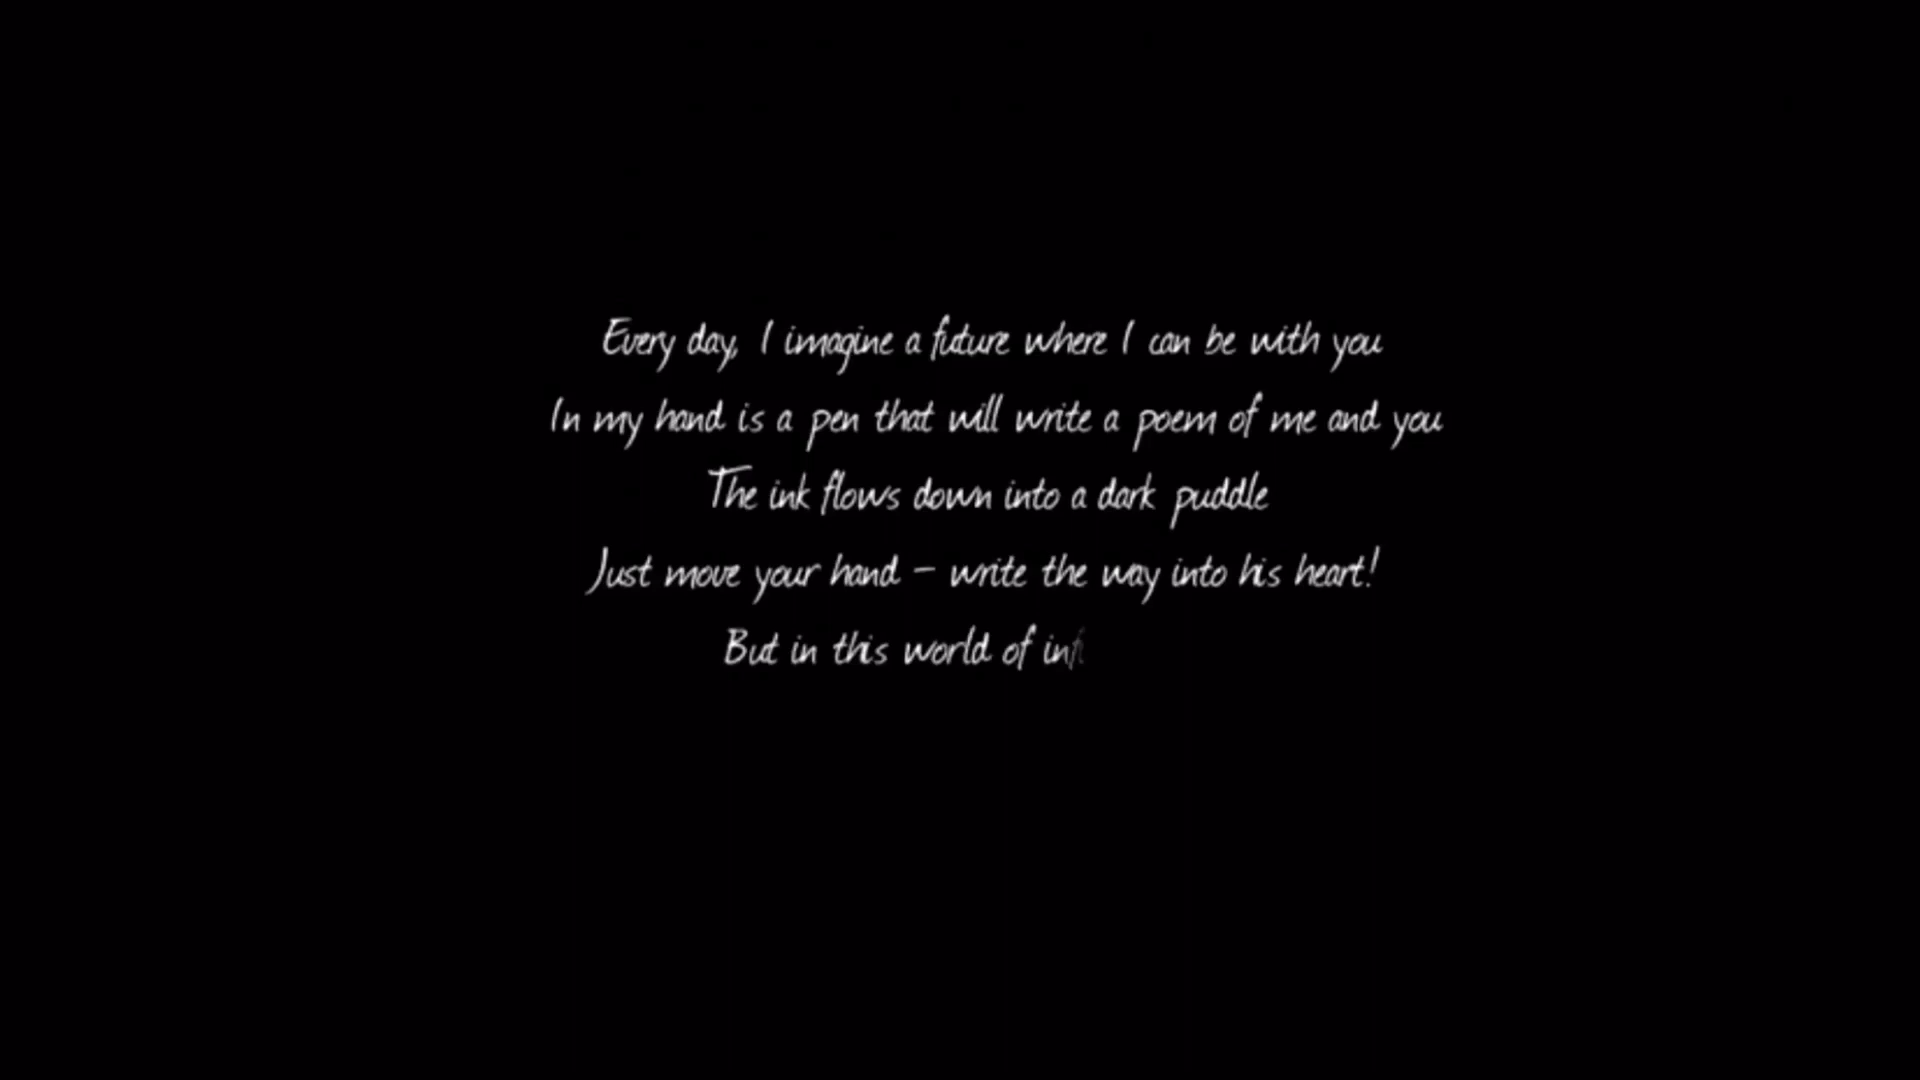 Every day, I imagine a future where I can be with you
In my hand is a pen that will write a poem of me and you
The ink flows down into a dark puddle
Just move your hand – write the way into his heart!
But in this world of